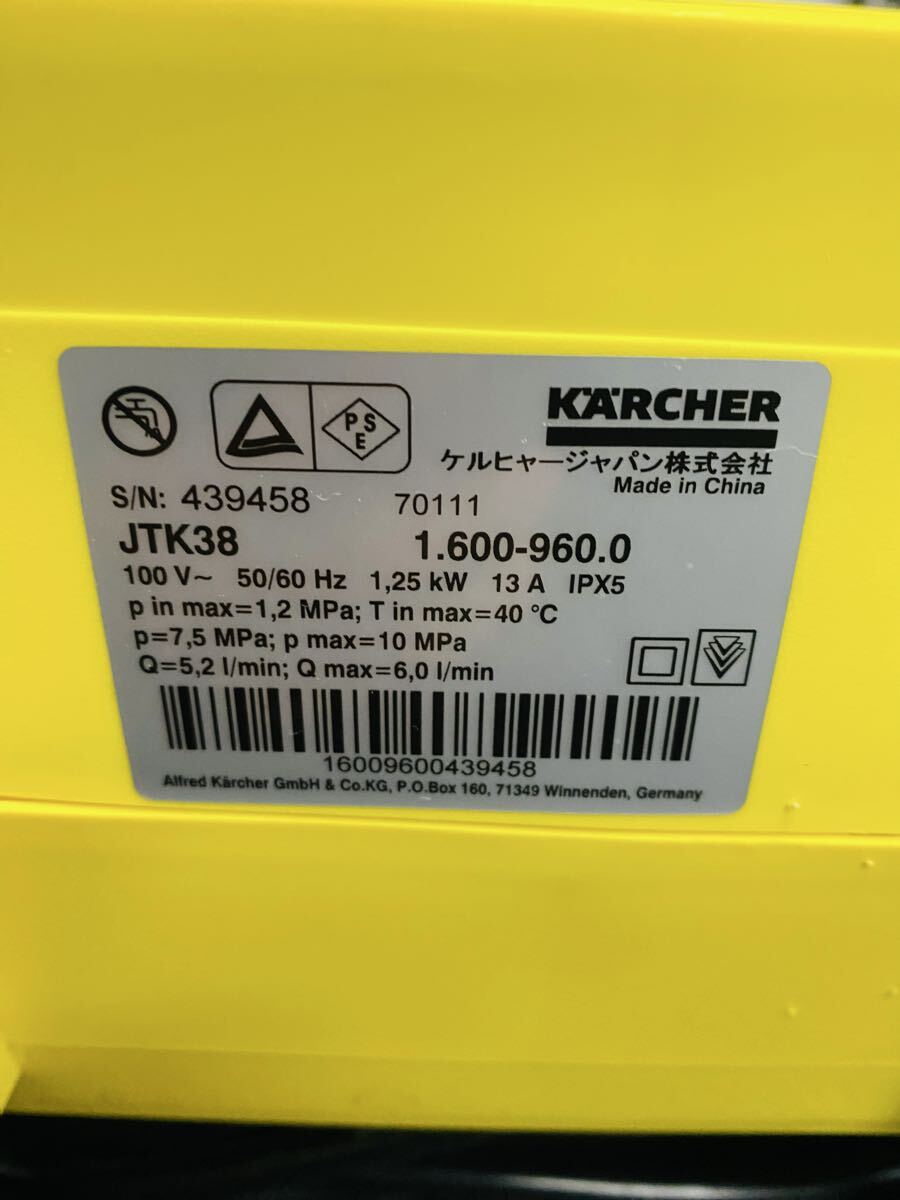 PSE
KÄRCHER
ケルヒャージャパン株式会社
Made in China
S/N: 439458 70111
JTK38 1.600-960.0
100 V~ 50/60 Hz 1,25 kW 13 A IPX5
p in max=1,2 MPa; T in max=40 °C
p=7,5 MPa; p max=10 MPa
Q=5,2 l/min; Q max=6,0 l/min
16009600439458
Alfred Kärcher GmbH & Co.KG, P.O.Box 160, 71349 Winnenden, Germany